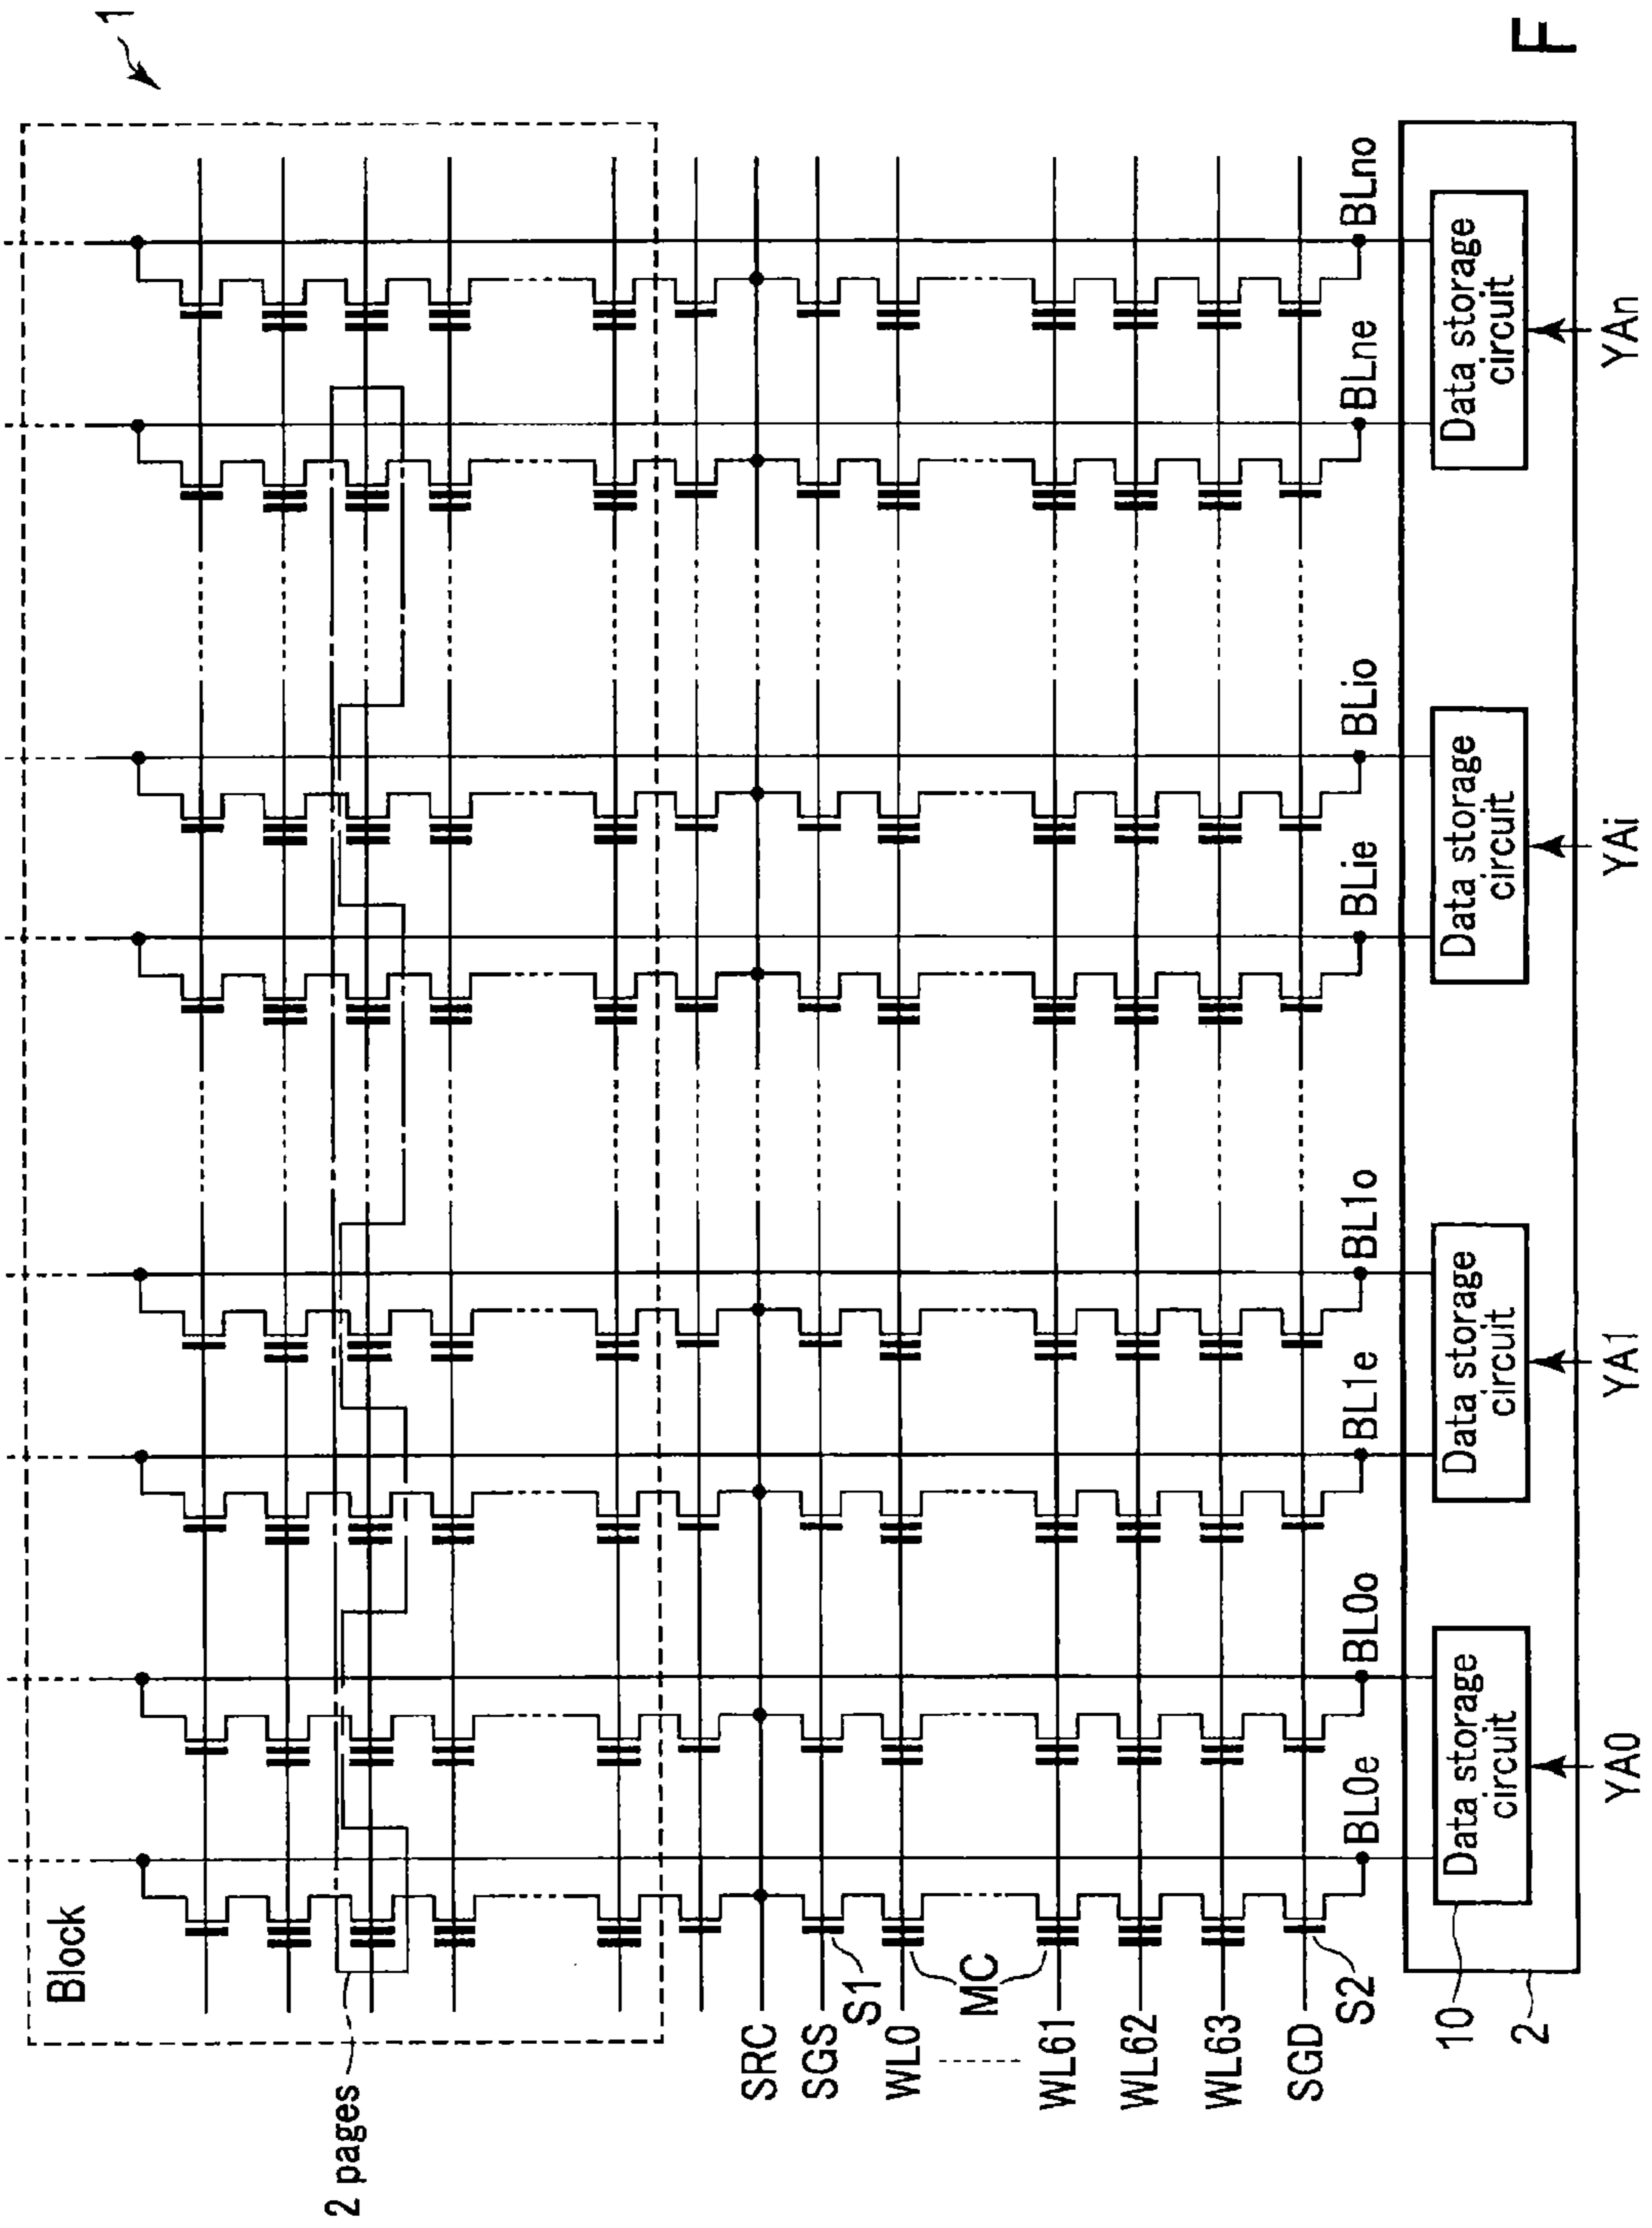 1
Block
2 pages
SRC
SGS
S1
WL0
MC
WL61
WL62
WL63
SGD
S2
BL0e
BL0o
BL1e
BL1o
BLie
BLio
BLne
BLno
10
2
Data storage
circuit
Data storage
circuit
Data storage
circuit
Data storage
circuit
YA0
YA1
YAi
YAn
F